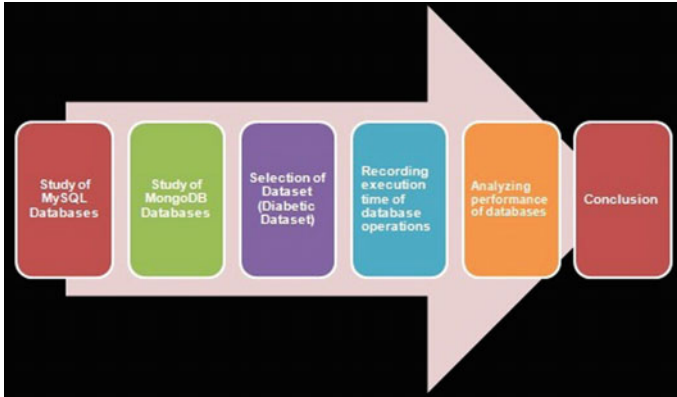 Study of
MySQL
Databases
Study of
MongoDB
Databases
Selection of
Dataset
(Diabetic
Dataset)
Recording
execution
time of
database
operations
Analyzing
performance
of databases
Conclusion